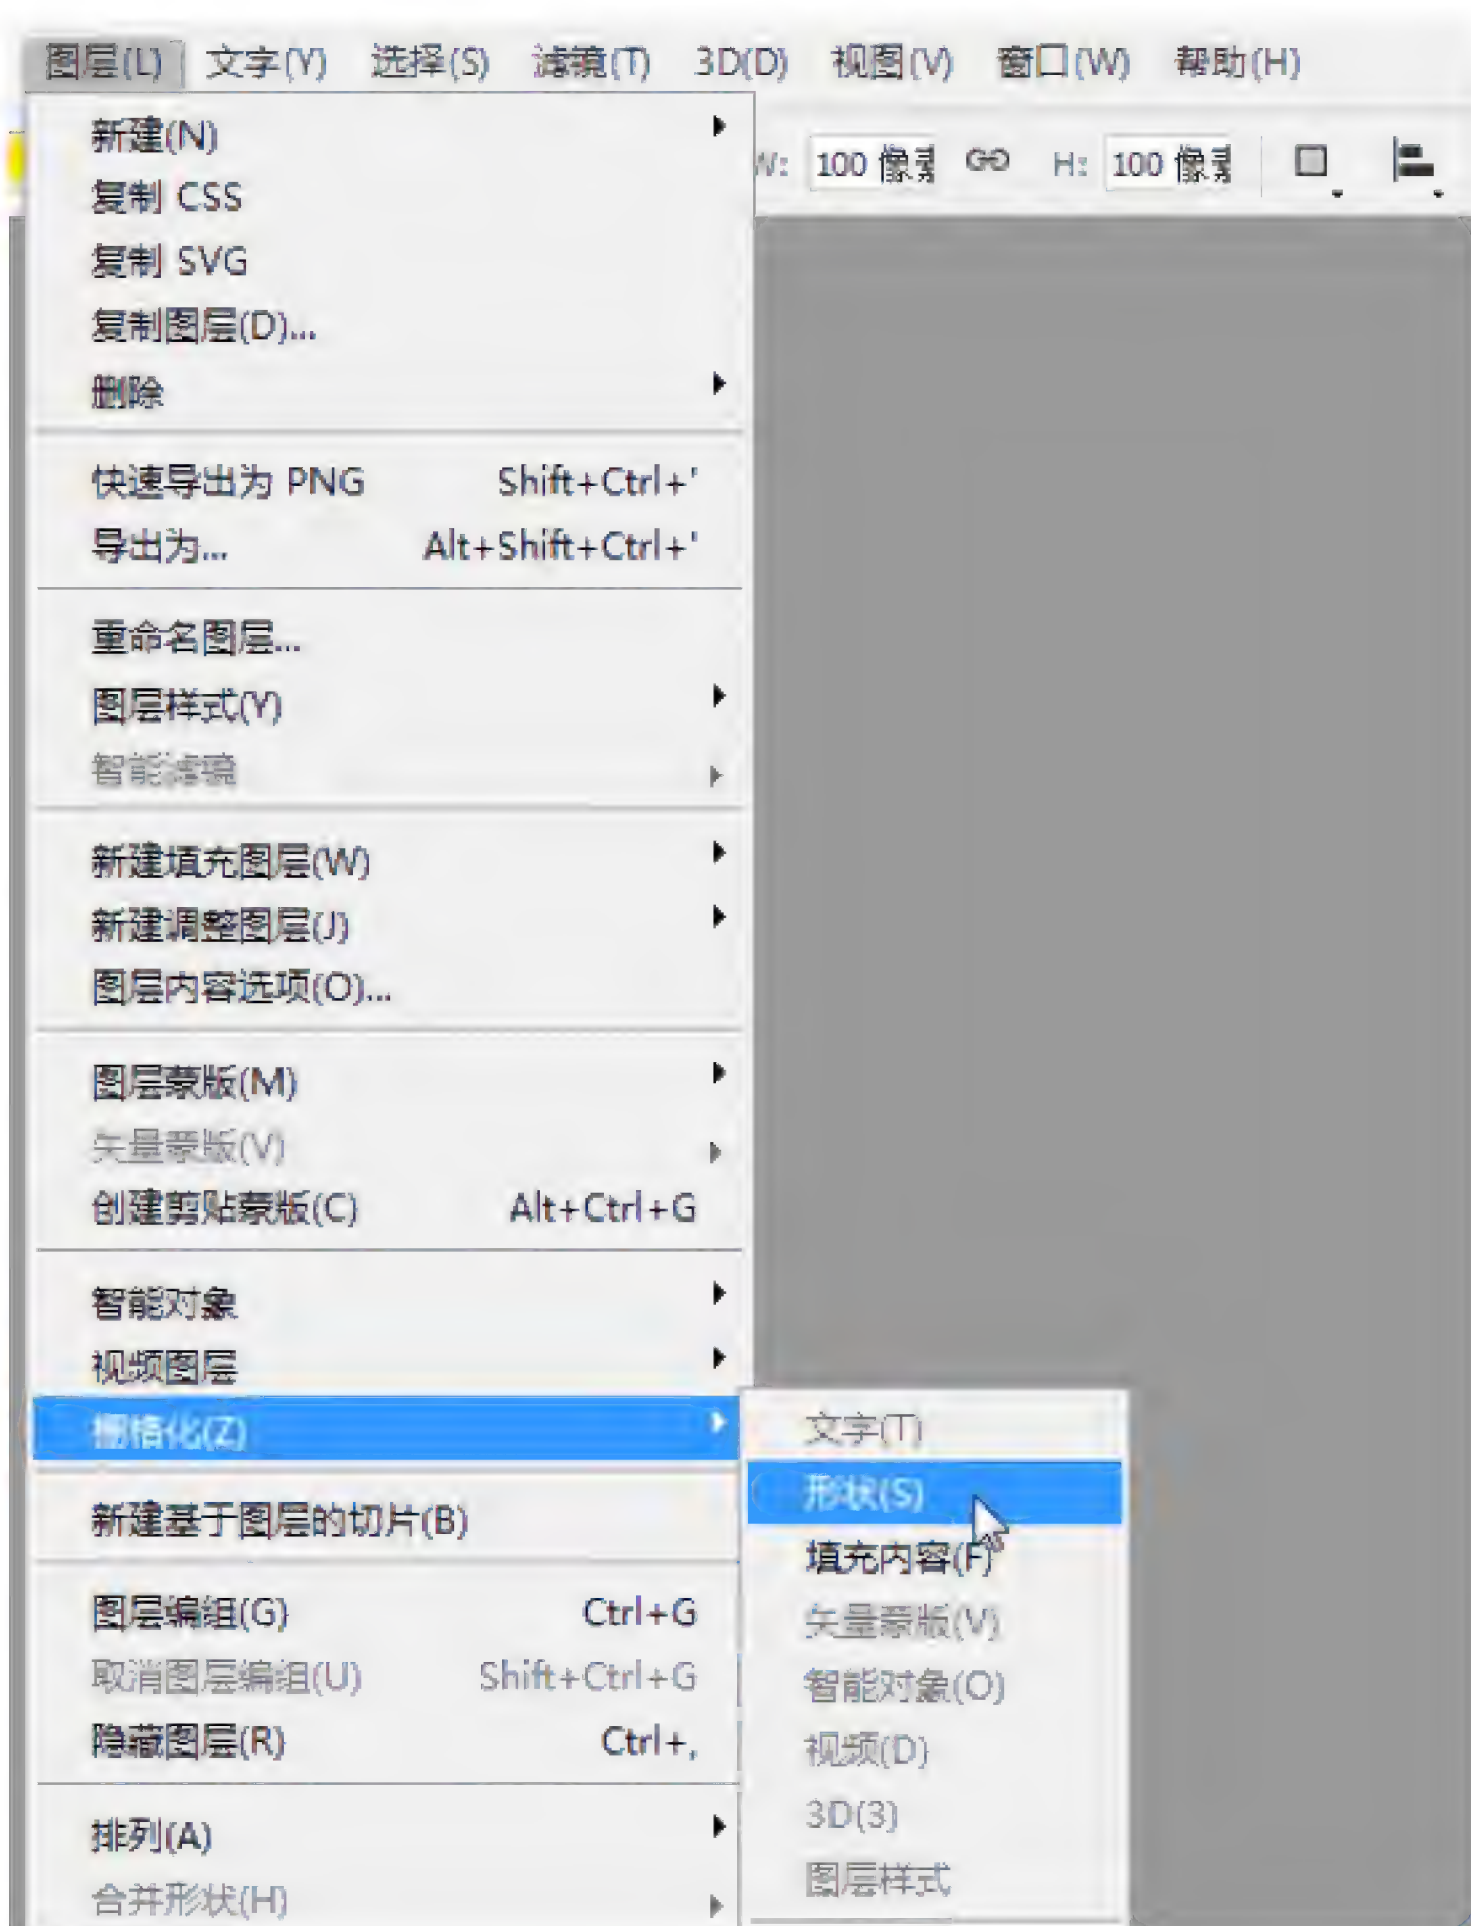 图层(L) 文字(Y) 选择(S) 滤镜(T) 3D(D) 视图(V) 窗口(W) 帮助(H)
W: 100 像素 H: 100 像素
新建(N)
复制 CSS
复制 SVG
复制图层(D)...
删除
快速导出为 PNG Shift+Ctrl+'
导出为... Alt+Shift+Ctrl+'
重命名图层...
图层样式(Y)
智能滤镜
新建填充图层(W)
新建调整图层(J)
图层内容选项(O)...
图层蒙版(M)
矢量蒙版(V)
创建剪贴蒙版(C) Alt+Ctrl+G
智能对象
视频图层
栅格化(Z)
新建基于图层的切片(B)
图层编组(G) Ctrl+G
取消图层编组(U) Shift+Ctrl+G
隐藏图层(R) Ctrl+,
排列(A)
合并形状(H)
文字(T)
形状(S)
填充内容(F)
矢量蒙版(V)
智能对象(O)
视频(D)
3D(3)
图层样式